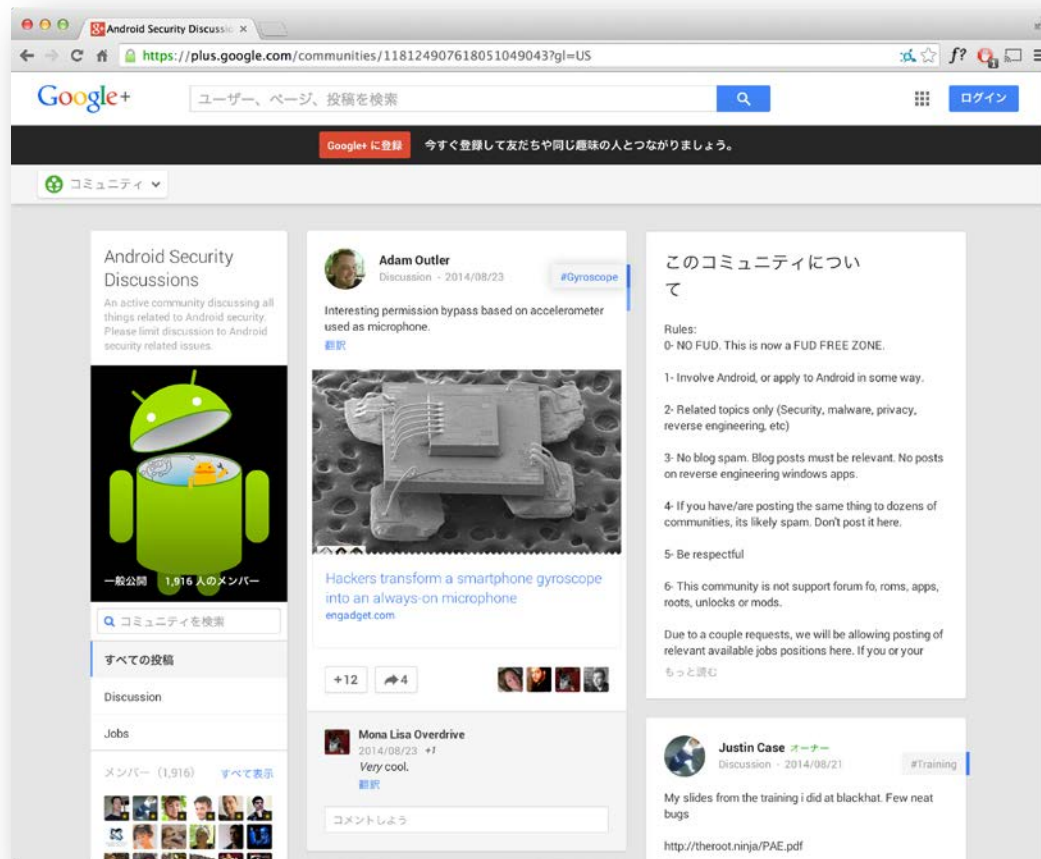 Android Security Discussio
https://plus.google.com/communities/118124907618051049043?gl=US
f?
Google+
ユーザー、ページ、投稿を検索
ログイン
Google+ に登録
今すぐ登録して友だちや同じ趣味の人とつながりましょう。
コミュニティ
Android Security
Discussions
An active community discussing all
things related to Android security.
Please limit discussion to Android
security related issues.
一般公開 1,916 人のメンバー
コミュニティを検索
すべての投稿
Discussion
Jobs
メンバー (1,916) すべて表示
Adam Outler
Discussion - 2014/08/23
#Gyroscope
Interesting permission bypass based on accelerometer
used as microphone.
翻訳
Hackers transform a smartphone gyroscope
into an always-on microphone
engadget.com
+12
4
Mona Lisa Overdrive
2014/08/23 +1
Very cool.
翻訳
コメントしよう
このコミュニティについ
て
Rules:
0- NO FUD. This is now a FUD FREE ZONE.
1- Involve Android, or apply to Android in some way.
2- Related topics only (Security, malware, privacy,
reverse engineering, etc)
3- No blog spam. Blog posts must be relevant. No posts
on reverse engineering windows apps.
4- If you have/are posting the same thing to dozens of
communities, its likely spam. Don't post it here.
5- Be respectful
6- This community is not support forum fo, roms, apps,
roots, unlocks or mods.
Due to a couple requests, we will be allowing posting of
relevant available jobs positions here. If you or your
もっと読む
Justin Case オーナー
Discussion - 2014/08/21
#Training
My slides from the training i did at blackhat. Few neat
bugs
http://theroot.ninja/PAE.pdf